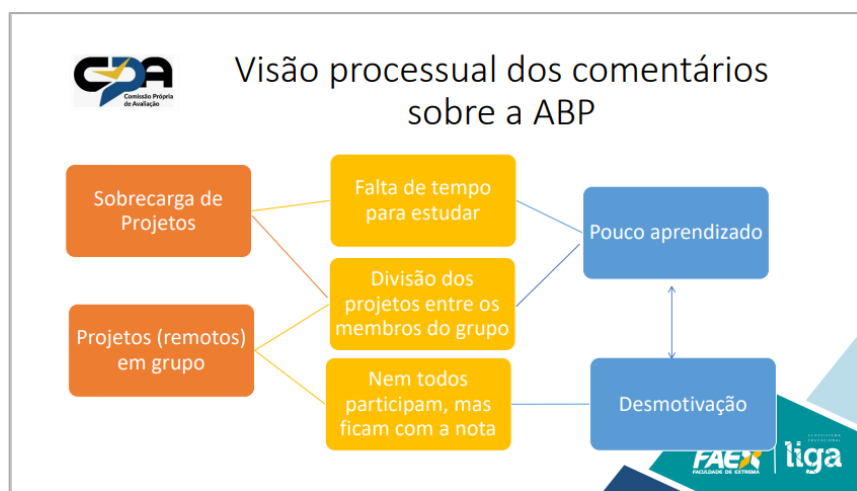 CPA
Comissão Própria
de Avaliação
Visão processual dos comentários
sobre a ABP
Sobrecarga de
Projetos
Projetos (remotos)
em grupo
Falta de tempo
para estudar
Divisão dos
projetos entre os
membros do grupo
Nem todos
participam, mas
ficam com a nota
Pouco aprendizado
Desmotivação
FAEX
FACULDADE DE EXTREMA
ECOSSISTEMA
EDUCACIONAL
liga